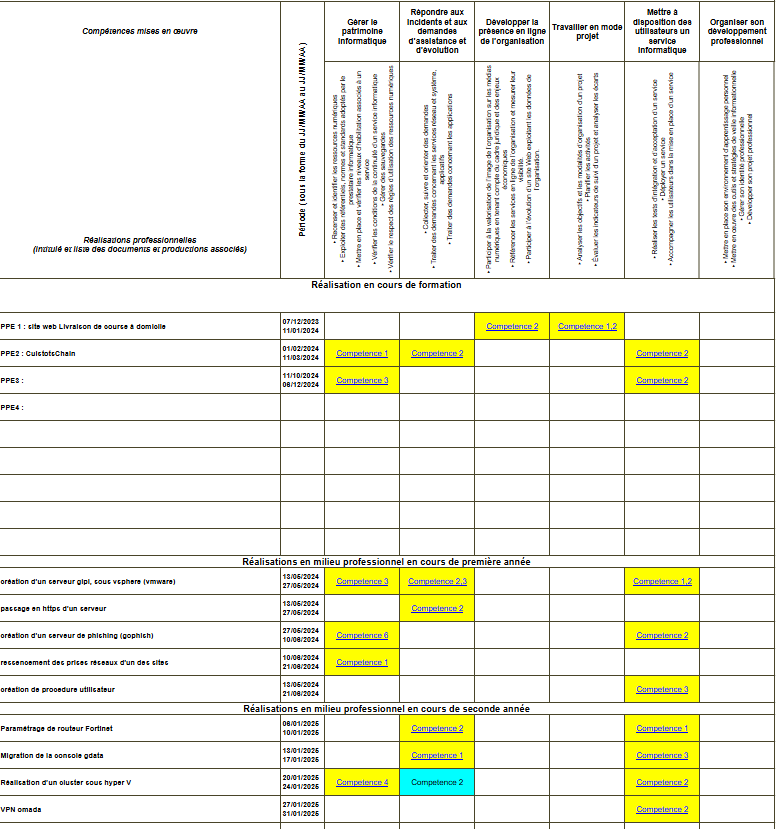 Compétences mises en œuvre
Période (sous la forme du JJ/MM/AA au JJ/MM/AA)
Gérer le
patrimoine
informatique
Répondre aux
incidents et aux
demandes
d'assistance et
d'évolution
Développer la
présence en ligne
de l'organisation
Travailler en mode
projet
Mettre à
disposition des
utilisateurs un
service
informatique
Organiser son
développement
professionnel
Réalisations professionnelles
(intitulé et liste des documents et productions associés)
• Recenser et identifier les ressources numériques
• Exploiter des référentiels, normes et standards adoptés par le
prestataire informatique
• Mettre en place et vérifier les niveaux d'habilitation associés à un
service
• Vérifier les conditions de la continuité d'un service informatique
• Gérer des sauvegardes
• Vérifier le respect des règles d'utilisation des ressources numériques
• Collecter, suivre et orienter des demandes
• Traiter des demandes concernant les services réseau et système,
applicatifs
• Traiter des demandes concernant les applications
• Participer à la valorisation de l'image de l'organisation sur les médias
numériques en tenant compte du cadre juridique et des enjeux
économiques
• Référencer les services en ligne de l'organisation et mesurer leur
visibilité.
• Participer à l'évolution d'un site Web exploitant les données de
l'organisation.
• Analyser les objectifs et les modalités d'organisation d'un projet
• Planifier les activités
• Évaluer les indicateurs de suivi d'un projet et analyser les écarts
• Réaliser les tests d'intégration et d'acceptation d'un service
• Déployer un service
• Accompagner les utilisateurs dans la mise en place d'un service
• Mettre en place son environnement d'apprentissage personnel
• Mettre en œuvre des outils et stratégies de veille informationnelle
• Gérer son identité professionnelle
• Développer son projet professionnel
Réalisation en cours de formation
PPE 1 : site web Livraison de course à domicile 07/12/2023 11/01/2024 Competence 2 Competence 1,2
PPE2 : CuistotsChain 01/02/2024 11/03/2024 Competence 1 Competence 2 Competence 2
PPE3 : 11/10/2024 06/12/2024 Competence 3 Competence 2
PPE4 :
Réalisations en milieu professionnel en cours de première année
création d'un serveur glpi, sous vsphere (vmware) 13/05/2024 27/05/2024 Competence 3 Competence 2,3 Competence 1,2
passage en https d'un serveur 13/05/2024 27/05/2024 Competence 2
création d'un serveur de phishing (gophish) 27/05/2024 10/06/2024 Competence 6 Competence 2
ressencement des prises réseaux d'un des sites 10/06/2024 21/06/2024 Competence 1
création de procedure utilisateur 13/05/2024 21/06/2024 Competence 3
Réalisations en milieu professionnel en cours de seconde année
Paramétrage de routeur Fortinet 06/01/2025 10/01/2025 Competence 2 Competence 1
Migration de la console gdata 13/01/2025 17/01/2025 Competence 1 Competence 3
Réalisation d'un cluster sous hyper V 20/01/2025 24/01/2025 Competence 4 Competence 2 Competence 2
VPN omada 27/01/2025 31/01/2025 Competence 2